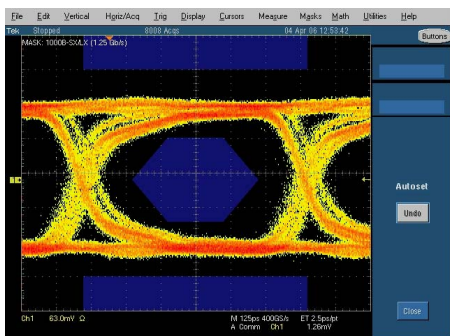 File Edit Vertical Horiz/Acq Trig Display Cursors Measure Masks Math Utilities Help
Tek Stopped 8008 Acqs 04 Apr 06 12:53:42 Buttons
MASK: 1000B-SX/LX (1.25 Gb/s)
Autoset
Undo
Close
Ch1 63.0mV Ω M 125ps 400GS/s ET 2.5ps/pt
A Comm Ch1 1.26mV